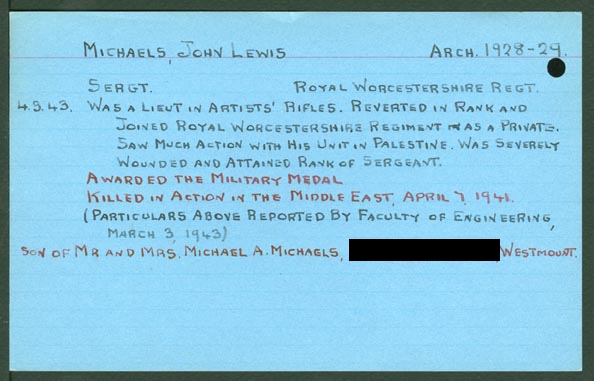 MICHAELS, JOHN LEWIS ARCH. 1928-29.
SERGT. ROYAL WORCESTERSHIRE REGT.
4.3.43. WAS A LIEUT IN ARTISTS' RIFLES. REVERTED IN RANK AND
JOINED ROYAL WORCESTERSHIRE REGIMENT AS A PRIVATE.
SAW MUCH ACTION WITH HIS UNIT IN PALESTINE. WAS SEVERELY
WOUNDED AND ATTAINED RANK OF SERGEANT.
AWARDED THE MILITARY MEDAL
KILLED IN ACTION IN THE MIDDLE EAST, APRIL 7, 1941.
(PARTICULARS ABOVE REPORTED BY FACULTY OF ENGINEERING,
MARCH 3, 1943)
SON OF MR AND MRS. MICHAEL A. MICHAELS, WESTMOUNT.